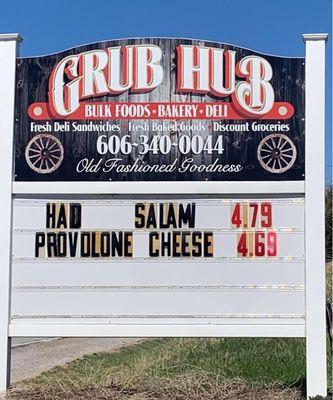 GRUB HUB
BULK FOODS • BAKERY • DELI
Fresh Deli Sandwiches Fresh Baked Goods Discount Groceries
606-340-0044
Old Fashioned Goodness
HAD SALAMI 4.79
PROVOLONE CHEESE 4.69